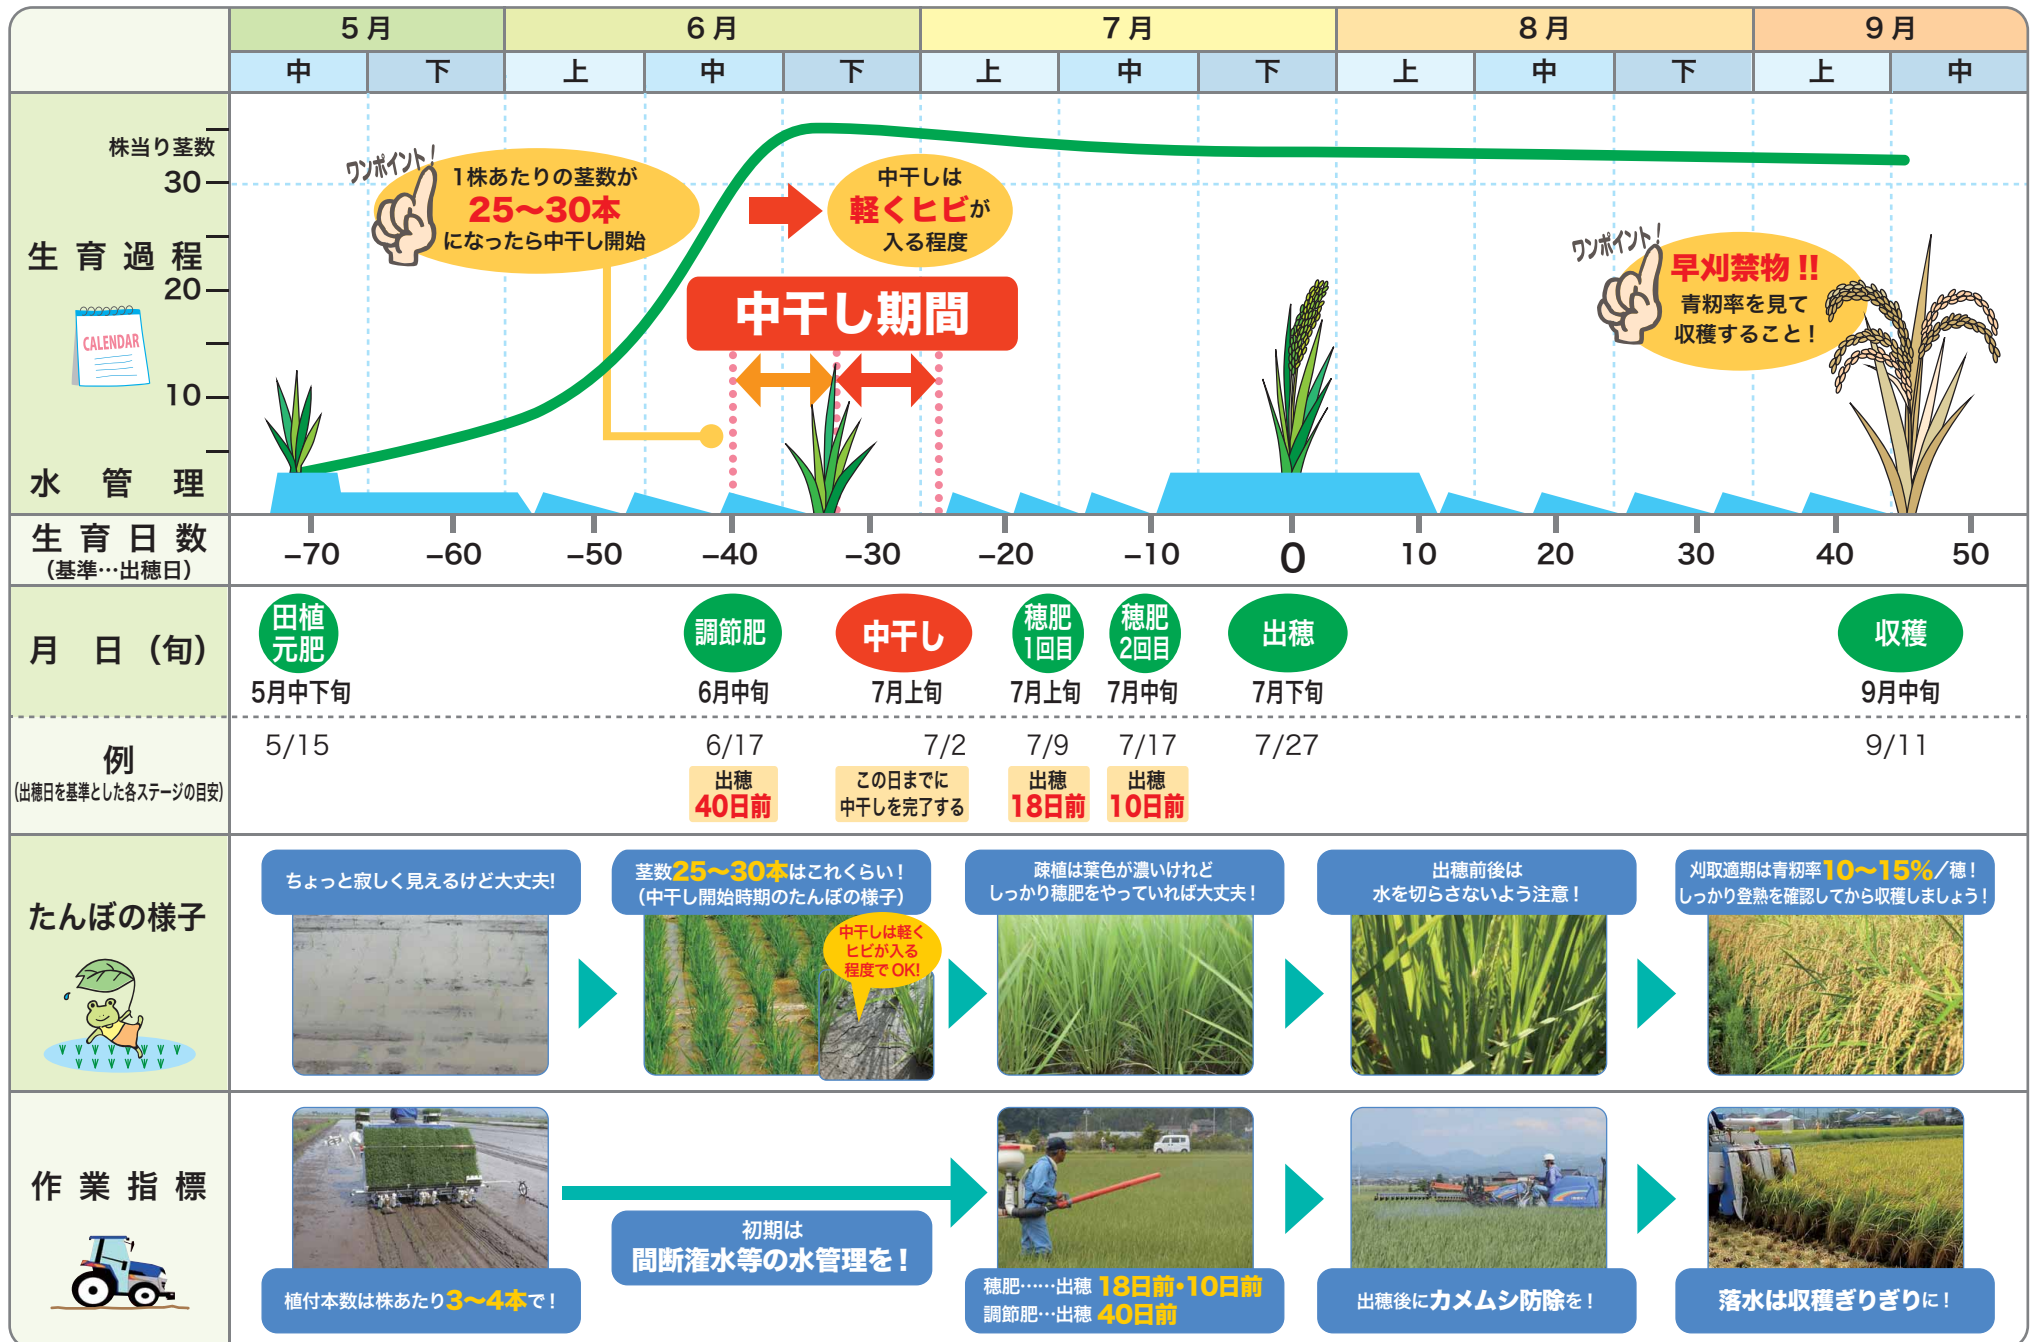 5月 6月 7月 8月 9月
中 下 上 中 下 上 中 下 上 中 下 上 中
株当り茎数
30
生育過程
20
CALENDAR
10
水管理
ワンポイント!
1株あたりの茎数が
25〜30本
になったら中干し開始
中干しは
軽くヒビが
入る程度
中干し期間
ワンポイント!
早刈禁物!!
青籾率を見て
収穫すること!
生育日数
(基準…出穂日)
−70 −60 −50 −40 −30 −20 −10 0 10 20 30 40 50
月日(旬)
田植
元肥
5月中下旬
調節肥
6月中旬
中干し
7月上旬
穂肥
1回目
7月上旬
穂肥
2回目
7月中旬
出穂
7月下旬
収穫
9月中旬
例
(出穂日を基準とした各ステージの目安)
5/15
6/17
出穂
40日前
7/2
この日までに
中干しを完了する
7/9
出穂
18日前
7/17
出穂
10日前
7/27
9/11
たんぼの様子
ちょっと寂しく見えるけど大丈夫!
茎数25〜30本はこれくらい!
(中干し開始時期のたんぼの様子)
中干しは軽く
ヒビが入る
程度でOK!
疎植は葉色が濃いけれど
しっかり穂肥をやっていれば大丈夫!
出穂前後は
水を切らさないよう注意!
刈取適期は青籾率10〜15%/穂!
しっかり登熟を確認してから収穫しましょう!
作業指標
植付本数は株あたり3〜4本で!
初期は
間断潅水等の水管理を!
穂肥……出穂 18日前・10日前
調節肥…出穂 40日前
出穂後にカメムシ防除を!
落水は収穫ぎりぎりに!